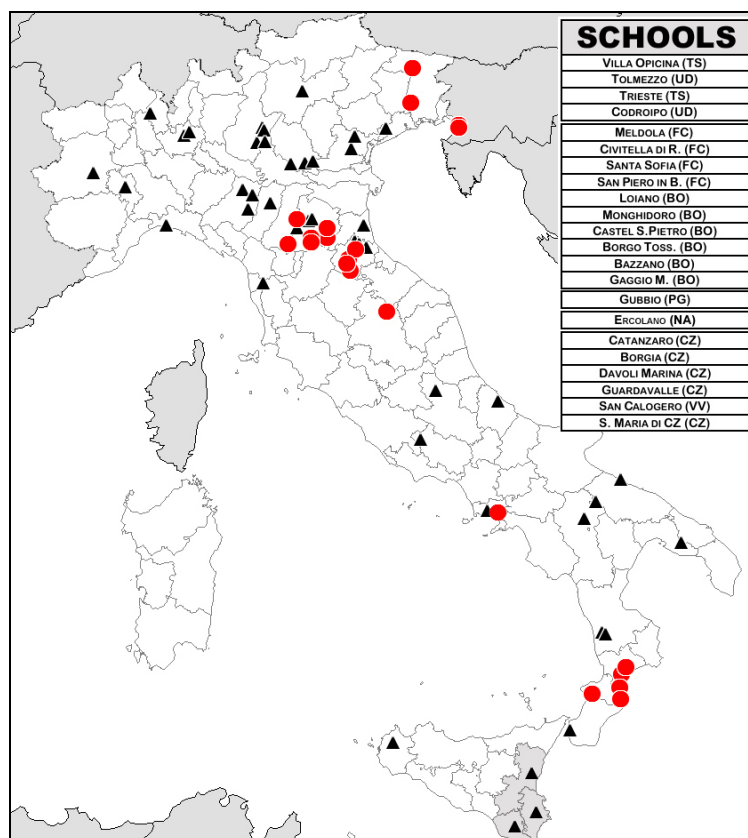 SCHOOLS
VILLA OPICINA (TS)
TOLMEZZO (UD)
TRIESTE (TS)
CODROIPO (UD)
MELDOLA (FC)
CIVITELLA DI R. (FC)
SANTA SOFIA (FC)
SAN PIERO IN B. (FC)
LOIANO (BO)
MONGHIDORO (BO)
CASTEL S.PIETRO (BO)
BORGO TOSS. (BO)
BAZZANO (BO)
GAGGIO M. (BO)
GUBBIO (PG)
ERCOLANO (NA)
CATANZARO (CZ)
BORGIA (CZ)
DAVOLI MARINA (CZ)
GUARDAVALLE (CZ)
SAN CALOGERO (VV)
S. MARIA DI CZ (CZ)